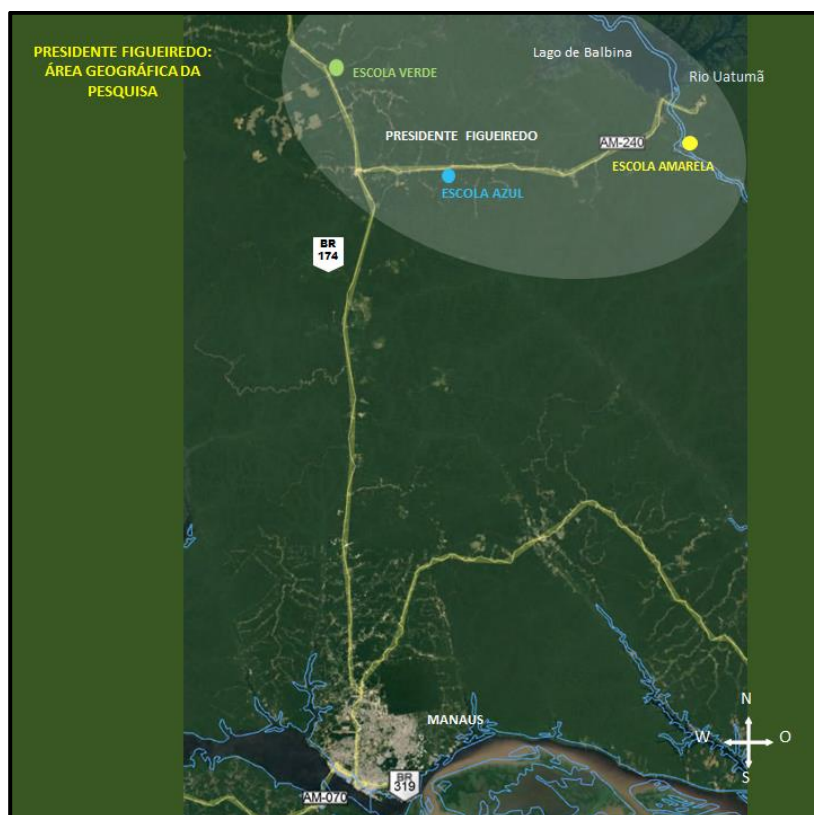 PRESIDENTE FIGUEIREDO:
ÁREA GEOGRÁFICA DA
PESQUISA
Lago de Balbina
ESCOLA VERDE
Rio Uatumã
PRESIDENTE FIGUEIREDO
AM-240
ESCOLA AMARELA
ESCOLA AZUL
BR
174
N
MANAUS
W
O
S
BR
319
AM-070